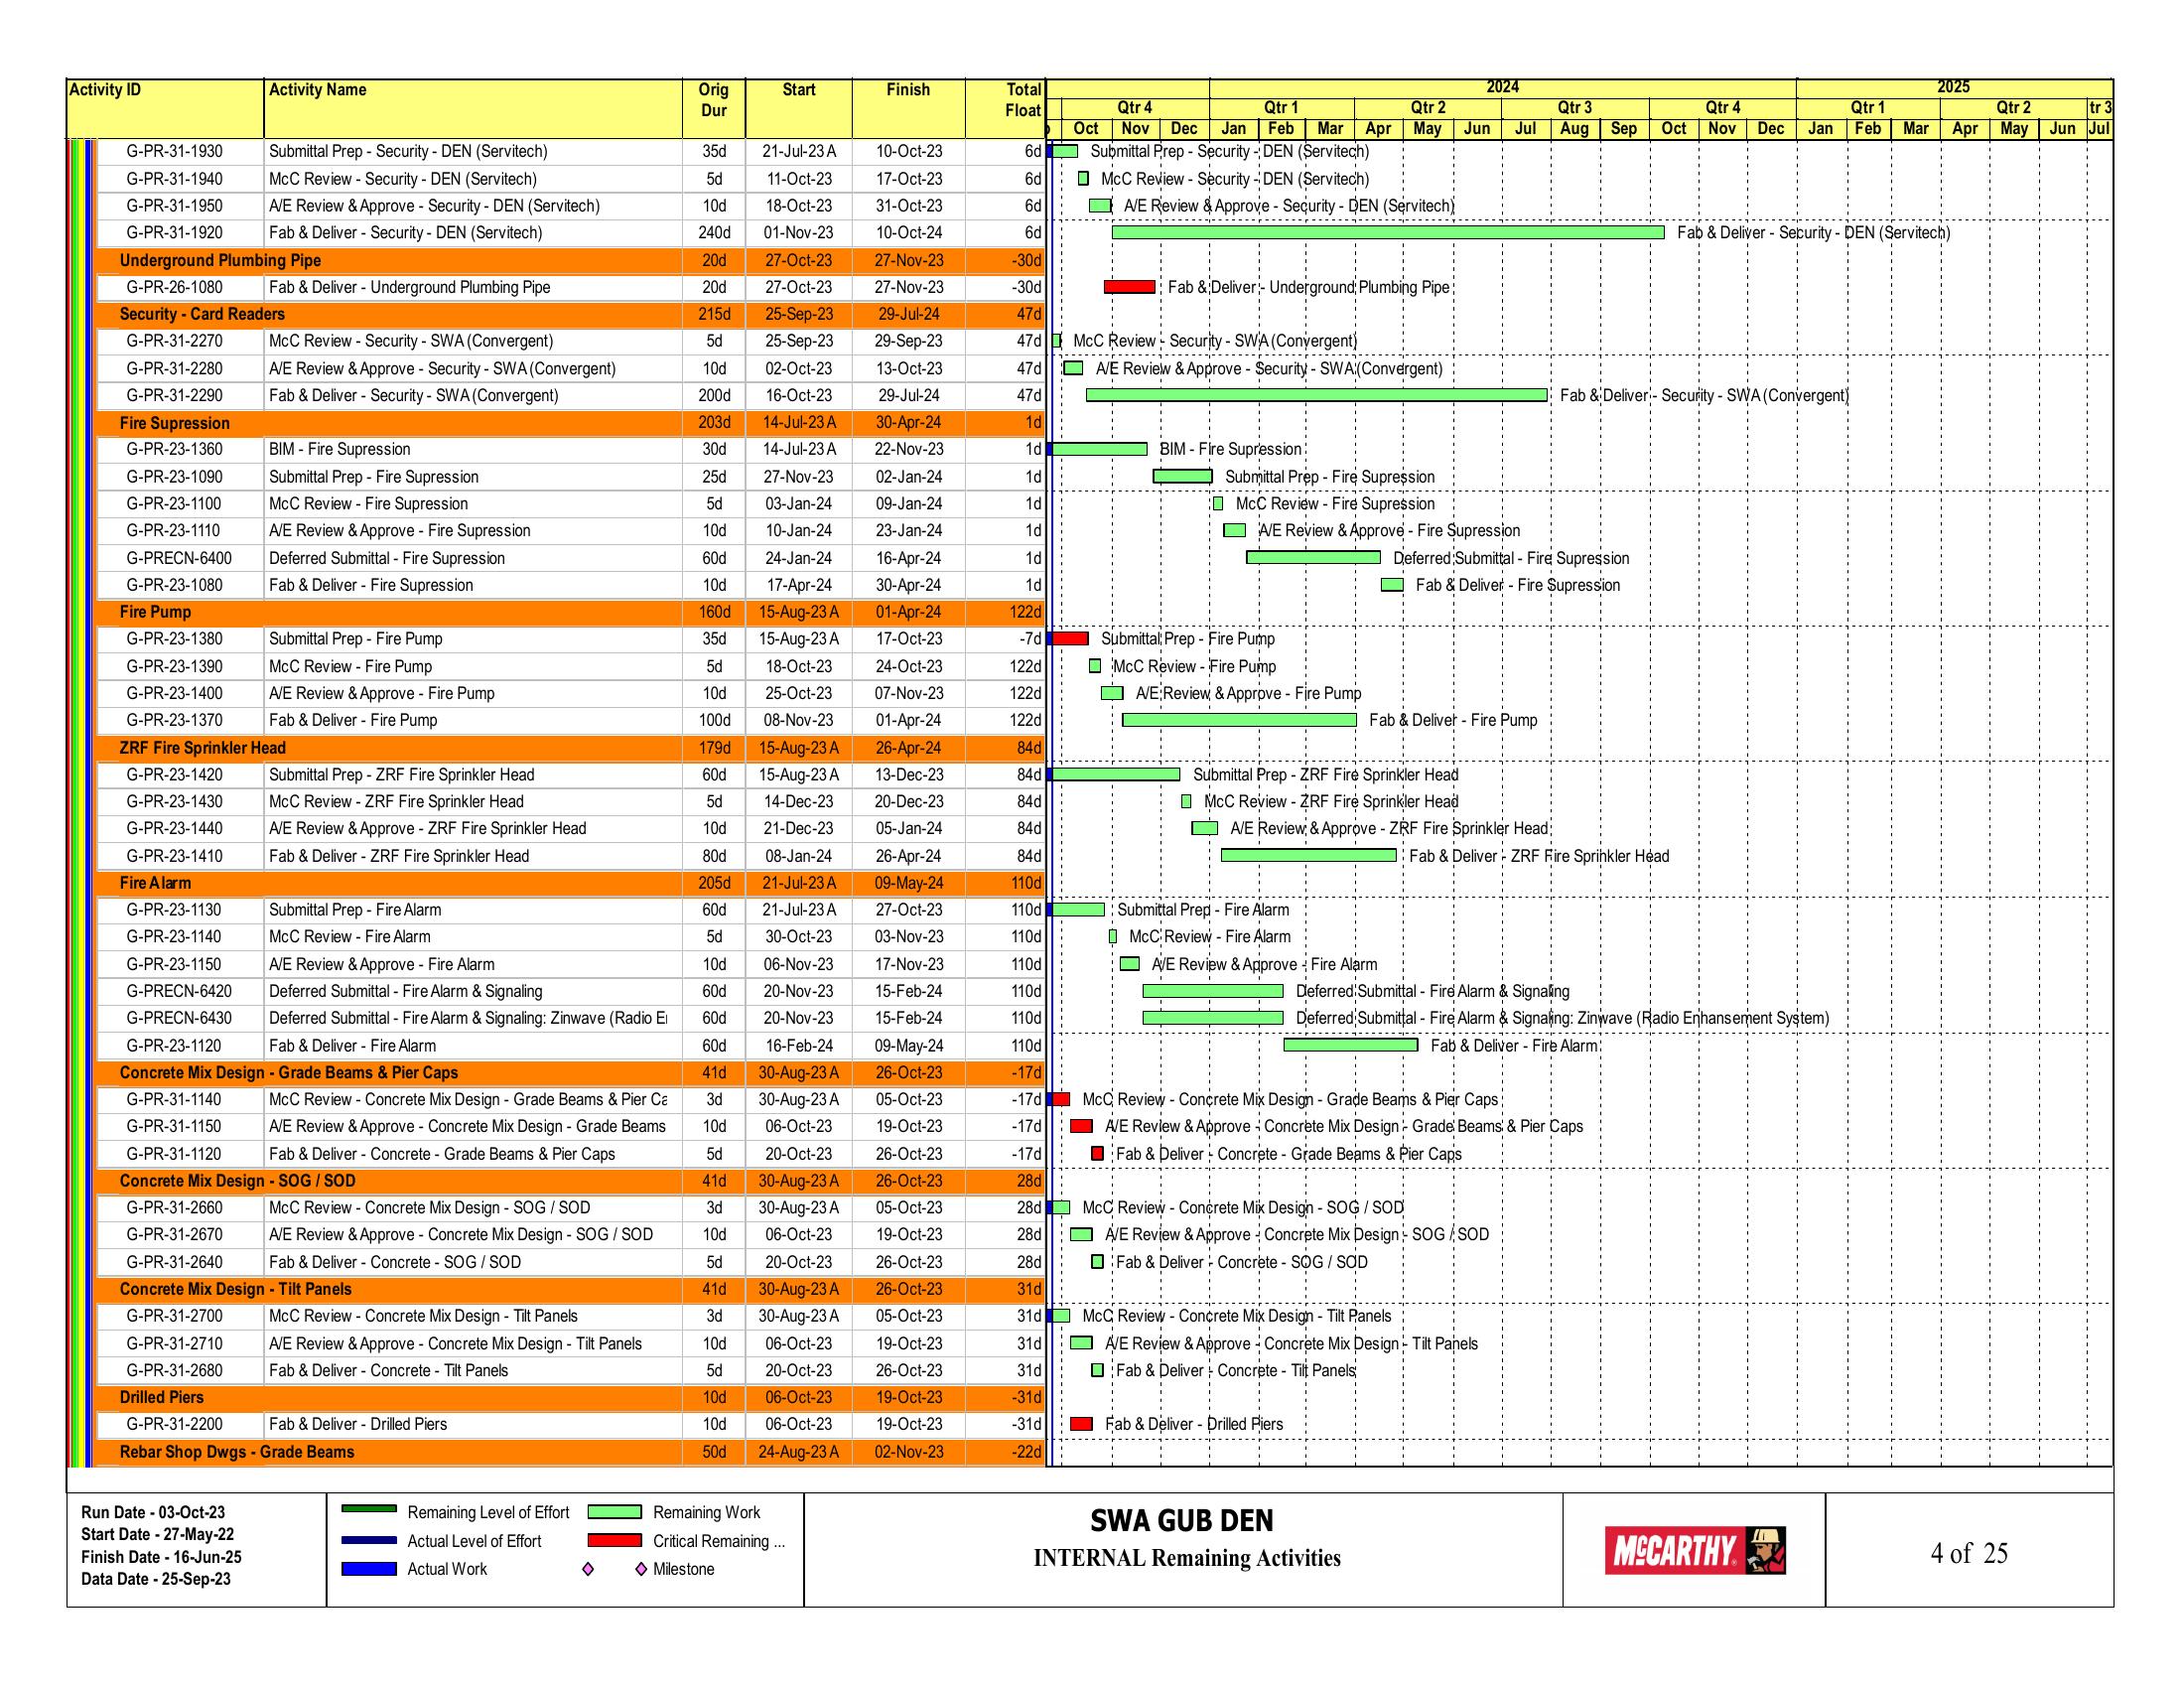 Activity ID Activity Name Orig Dur Start Finish Total Float
2024 2025
Qtr 4 Qtr 1 Qtr 2 Qtr 3 Qtr 4 Qtr 1 Qtr 2 tr 3
Oct Nov Dec Jan Feb Mar Apr May Jun Jul Aug Sep Oct Nov Dec Jan Feb Mar Apr May Jun Jul
G-PR-31-1930 Submittal Prep - Security - DEN (Servitech) 35d 21-Jul-23 A 10-Oct-23 6d Submittal Prep - Security - DEN (Servitech)
G-PR-31-1940 McC Review - Security - DEN (Servitech) 5d 11-Oct-23 17-Oct-23 6d McC Review - Security - DEN (Servitech)
G-PR-31-1950 A/E Review & Approve - Security - DEN (Servitech) 10d 18-Oct-23 31-Oct-23 6d A/E Review & Approve - Security - DEN (Servitech)
G-PR-31-1920 Fab & Deliver - Security - DEN (Servitech) 240d 01-Nov-23 10-Oct-24 6d Fab & Deliver - Security - DEN (Servitech)
Underground Plumbing Pipe 20d 27-Oct-23 27-Nov-23 -30d
G-PR-26-1080 Fab & Deliver - Underground Plumbing Pipe 20d 27-Oct-23 27-Nov-23 -30d Fab & Deliver - Underground Plumbing Pipe
Security - Card Readers 215d 25-Sep-23 29-Jul-24 47d
G-PR-31-2270 McC Review - Security - SWA (Convergent) 5d 25-Sep-23 29-Sep-23 47d McC Review - Security - SWA (Convergent)
G-PR-31-2280 A/E Review & Approve - Security - SWA (Convergent) 10d 02-Oct-23 13-Oct-23 47d A/E Review & Approve - Security - SWA (Convergent)
G-PR-31-2290 Fab & Deliver - Security - SWA (Convergent) 200d 16-Oct-23 29-Jul-24 47d Fab & Deliver - Security - SWA (Convergent)
Fire Supression 203d 14-Jul-23 A 30-Apr-24 1d
G-PR-23-1360 BIM - Fire Supression 30d 14-Jul-23 A 22-Nov-23 1d BIM - Fire Supression
G-PR-23-1090 Submittal Prep - Fire Supression 25d 27-Nov-23 02-Jan-24 1d Submittal Prep - Fire Supression
G-PR-23-1100 McC Review - Fire Supression 5d 03-Jan-24 09-Jan-24 1d McC Review - Fire Supression
G-PR-23-1110 A/E Review & Approve - Fire Supression 10d 10-Jan-24 23-Jan-24 1d A/E Review & Approve - Fire Supression
G-PRECN-6400 Deferred Submittal - Fire Supression 60d 24-Jan-24 16-Apr-24 1d Deferred Submittal - Fire Supression
G-PR-23-1080 Fab & Deliver - Fire Supression 10d 17-Apr-24 30-Apr-24 1d Fab & Deliver - Fire Supression
Fire Pump 160d 15-Aug-23 A 01-Apr-24 122d
G-PR-23-1380 Submittal Prep - Fire Pump 35d 15-Aug-23 A 17-Oct-23 -7d Submittal Prep - Fire Pump
G-PR-23-1390 McC Review - Fire Pump 5d 18-Oct-23 24-Oct-23 122d McC Review - Fire Pump
G-PR-23-1400 A/E Review & Approve - Fire Pump 10d 25-Oct-23 07-Nov-23 122d A/E Review & Approve - Fire Pump
G-PR-23-1370 Fab & Deliver - Fire Pump 100d 08-Nov-23 01-Apr-24 122d Fab & Deliver - Fire Pump
ZRF Fire Sprinkler Head 179d 15-Aug-23 A 26-Apr-24 84d
G-PR-23-1420 Submittal Prep - ZRF Fire Sprinkler Head 60d 15-Aug-23 A 13-Dec-23 84d Submittal Prep - ZRF Fire Sprinkler Head
G-PR-23-1430 McC Review - ZRF Fire Sprinkler Head 5d 14-Dec-23 20-Dec-23 84d McC Review - ZRF Fire Sprinkler Head
G-PR-23-1440 A/E Review & Approve - ZRF Fire Sprinkler Head 10d 21-Dec-23 05-Jan-24 84d A/E Review & Approve - ZRF Fire Sprinkler Head
G-PR-23-1410 Fab & Deliver - ZRF Fire Sprinkler Head 80d 08-Jan-24 26-Apr-24 84d Fab & Deliver - ZRF Fire Sprinkler Head
Fire Alarm 205d 21-Jul-23 A 09-May-24 110d
G-PR-23-1130 Submittal Prep - Fire Alarm 60d 21-Jul-23 A 27-Oct-23 110d Submittal Prep - Fire Alarm
G-PR-23-1140 McC Review - Fire Alarm 5d 30-Oct-23 03-Nov-23 110d McC Review - Fire Alarm
G-PR-23-1150 A/E Review & Approve - Fire Alarm 10d 06-Nov-23 17-Nov-23 110d A/E Review & Approve - Fire Alarm
G-PRECN-6420 Deferred Submittal - Fire Alarm & Signaling 60d 20-Nov-23 15-Feb-24 110d Deferred Submittal - Fire Alarm & Signaling
G-PRECN-6430 Deferred Submittal - Fire Alarm & Signaling: Zinwave (Radio E 60d 20-Nov-23 15-Feb-24 110d Deferred Submittal - Fire Alarm & Signaling: Zinwave (Radio Enhansement System)
G-PR-23-1120 Fab & Deliver - Fire Alarm 60d 16-Feb-24 09-May-24 110d Fab & Deliver - Fire Alarm
Concrete Mix Design - Grade Beams & Pier Caps 41d 30-Aug-23 A 26-Oct-23 -17d
G-PR-31-1140 McC Review - Concrete Mix Design - Grade Beams & Pier Ca 3d 30-Aug-23 A 05-Oct-23 -17d McC Review - Concrete Mix Design - Grade Beams & Pier Caps
G-PR-31-1150 A/E Review & Approve - Concrete Mix Design - Grade Beams 10d 06-Oct-23 19-Oct-23 -17d A/E Review & Approve - Concrete Mix Design - Grade Beams & Pier Caps
G-PR-31-1120 Fab & Deliver - Concrete - Grade Beams & Pier Caps 5d 20-Oct-23 26-Oct-23 -17d Fab & Deliver - Concrete - Grade Beams & Pier Caps
Concrete Mix Design - SOG / SOD 41d 30-Aug-23 A 26-Oct-23 28d
G-PR-31-2660 McC Review - Concrete Mix Design - SOG / SOD 3d 30-Aug-23 A 05-Oct-23 28d McC Review - Concrete Mix Design - SOG / SOD
G-PR-31-2670 A/E Review & Approve - Concrete Mix Design - SOG / SOD 10d 06-Oct-23 19-Oct-23 28d A/E Review & Approve - Concrete Mix Design - SOG / SOD
G-PR-31-2640 Fab & Deliver - Concrete - SOG / SOD 5d 20-Oct-23 26-Oct-23 28d Fab & Deliver - Concrete - SOG / SOD
Concrete Mix Design - Tilt Panels 41d 30-Aug-23 A 26-Oct-23 31d
G-PR-31-2700 McC Review - Concrete Mix Design - Tilt Panels 3d 30-Aug-23 A 05-Oct-23 31d McC Review - Concrete Mix Design - Tilt Panels
G-PR-31-2710 A/E Review & Approve - Concrete Mix Design - Tilt Panels 10d 06-Oct-23 19-Oct-23 31d A/E Review & Approve - Concrete Mix Design - Tilt Panels
G-PR-31-2680 Fab & Deliver - Concrete - Tilt Panels 5d 20-Oct-23 26-Oct-23 31d Fab & Deliver - Concrete - Tilt Panels
Drilled Piers 10d 06-Oct-23 19-Oct-23 -31d
G-PR-31-2200 Fab & Deliver - Drilled Piers 10d 06-Oct-23 19-Oct-23 -31d Fab & Deliver - Drilled Piers
Rebar Shop Dwgs - Grade Beams 50d 24-Aug-23 A 02-Nov-23 -22d
Run Date - 03-Oct-23
Start Date - 27-May-22
Finish Date - 16-Jun-25
Data Date - 25-Sep-23
Remaining Level of Effort Remaining Work
Actual Level of Effort Critical Remaining ...
Actual Work Milestone
SWA GUB DEN
INTERNAL Remaining Activities
McCARTHY
4 of 25